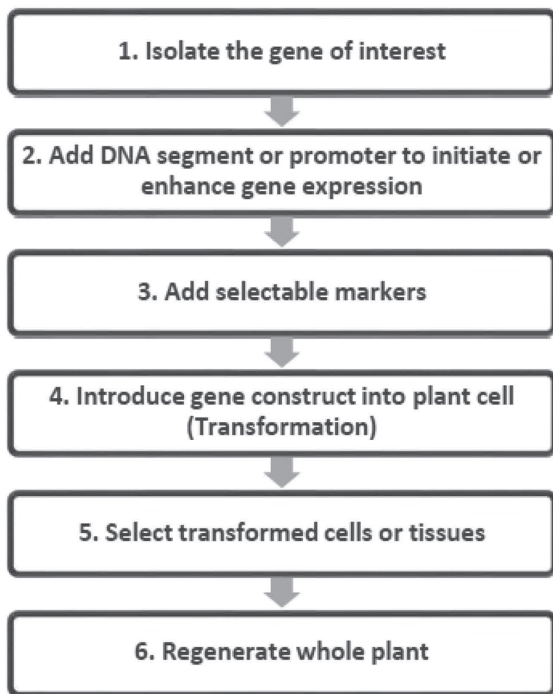 1. Isolate the gene of interest
2. Add DNA segment or promoter to initiate or
enhance gene expression
3. Add selectable markers
4. Introduce gene construct into plant cell
(Transformation)
5. Select transformed cells or tissues
6. Regenerate whole plant